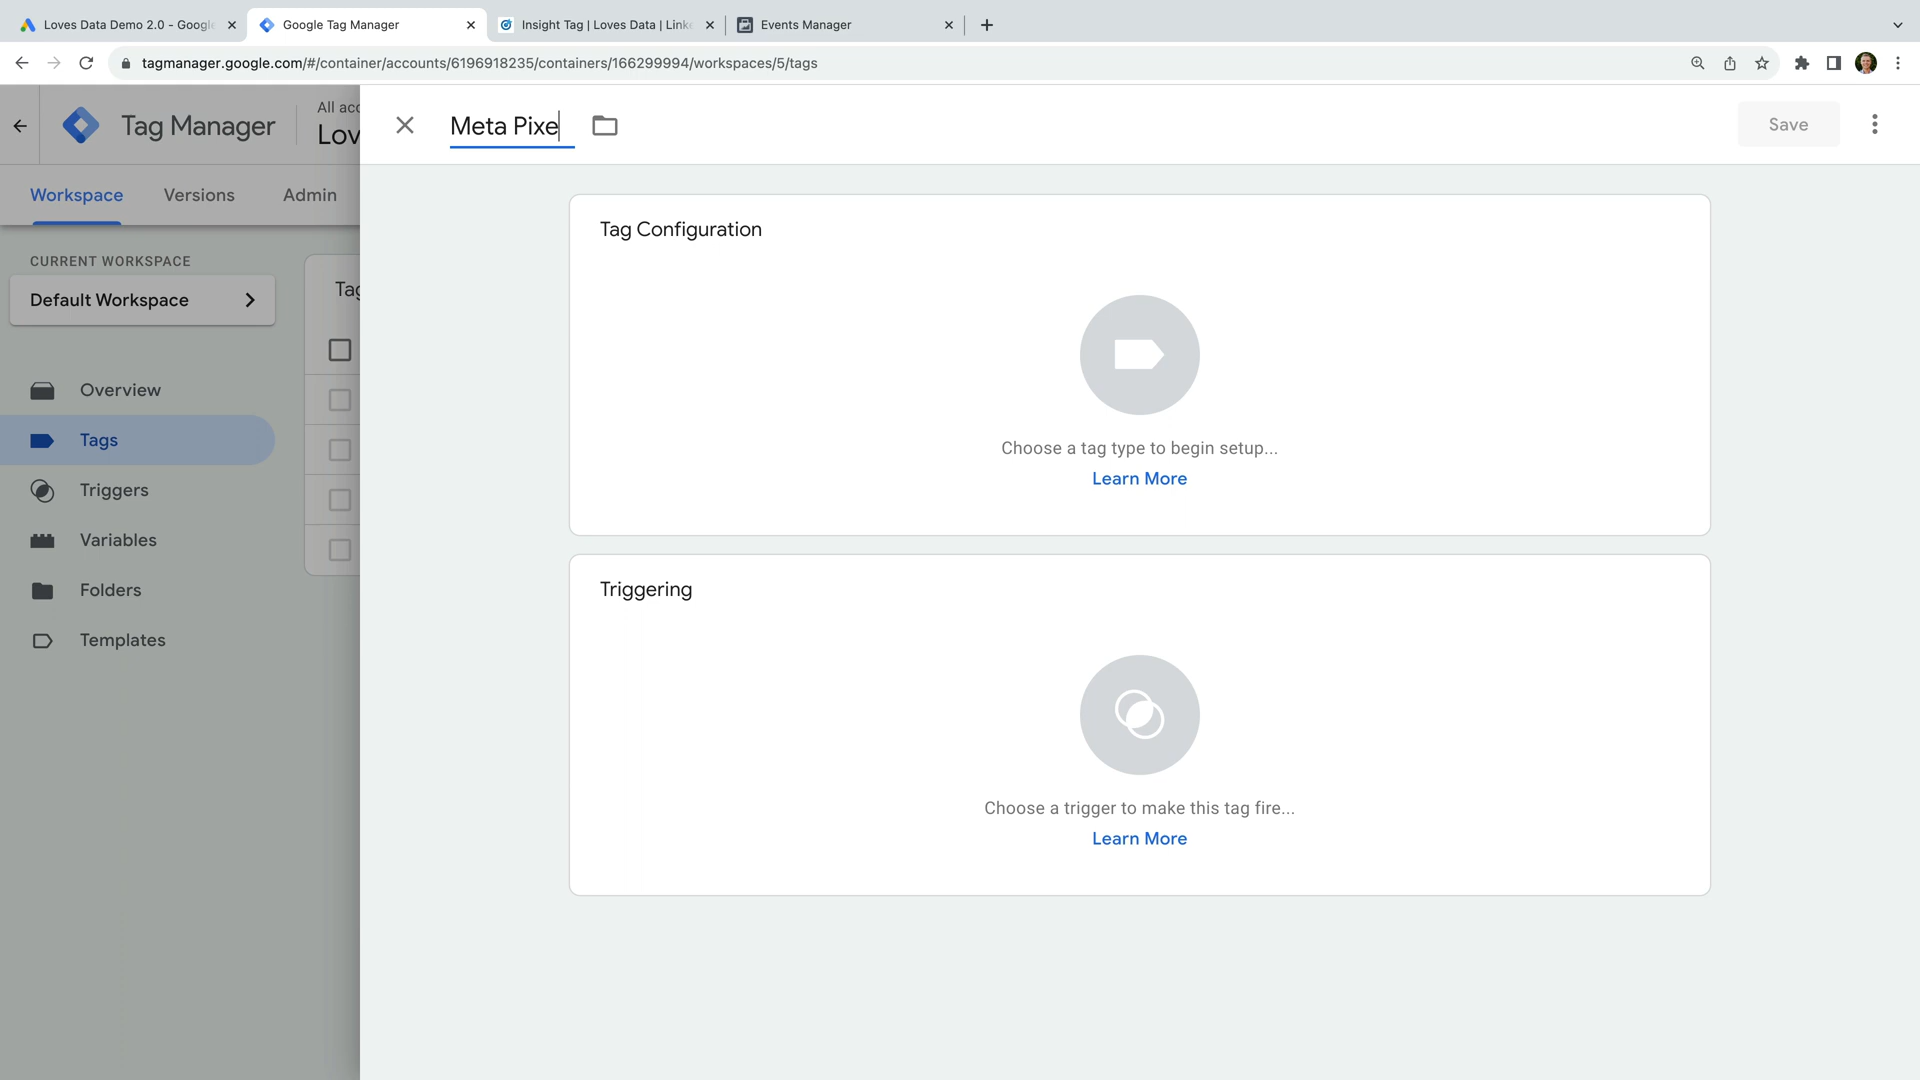 Loves Data Demo 2.0 - Googl
Google Tag Manager
Insight Tag | Loves Data | Linke
Events Manager
tagmanager.google.com/#/container/accounts/6196918235/containers/166299994/workspaces/5/tags
Tag Manager
All acc
Lov
Meta Pixe
Save
Workspace
Versions
Admin
CURRENT WORKSPACE
Default Workspace
Tag
Overview
Tags
Triggers
Variables
Folders
Templates
Tag Configuration
Choose a tag type to begin setup...
Learn More
Triggering
Choose a trigger to make this tag fire...
Learn More